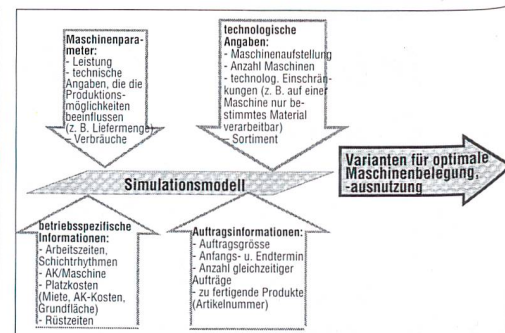 Maschinenpara-
meter:
- Leistung
- technische
Angaben, die die
Produktions-
möglichkeiten
beeinflussen
(z. B. Liefermenge)
- Verbräuche
technologische
Angaben:
- Maschinenaufstellung
- Anzahl Maschinen
- technolog. Einschrän-
kungen (z. B. auf einer
Maschine nur be-
stimmtes Material
verarbeitbar)
- Sortiment
Simulationsmodell
Varianten für optimale
Maschinenbelegung,
-ausnutzung
betriebsspezifische
Informationen:
- Arbeitszeiten,
Schichtrhythmen
- AK/Maschine
- Platzkosten
(Miete, AK-Kosten,
Grundfläche)
- Rüstzeiten
Auftragsinformationen:
- Auftragsgrösse
- Anfangs- u. Endtermin
- Anzahl gleichzeitiger
Aufträge
- zu fertigende Produkte
(Artikelnummer)